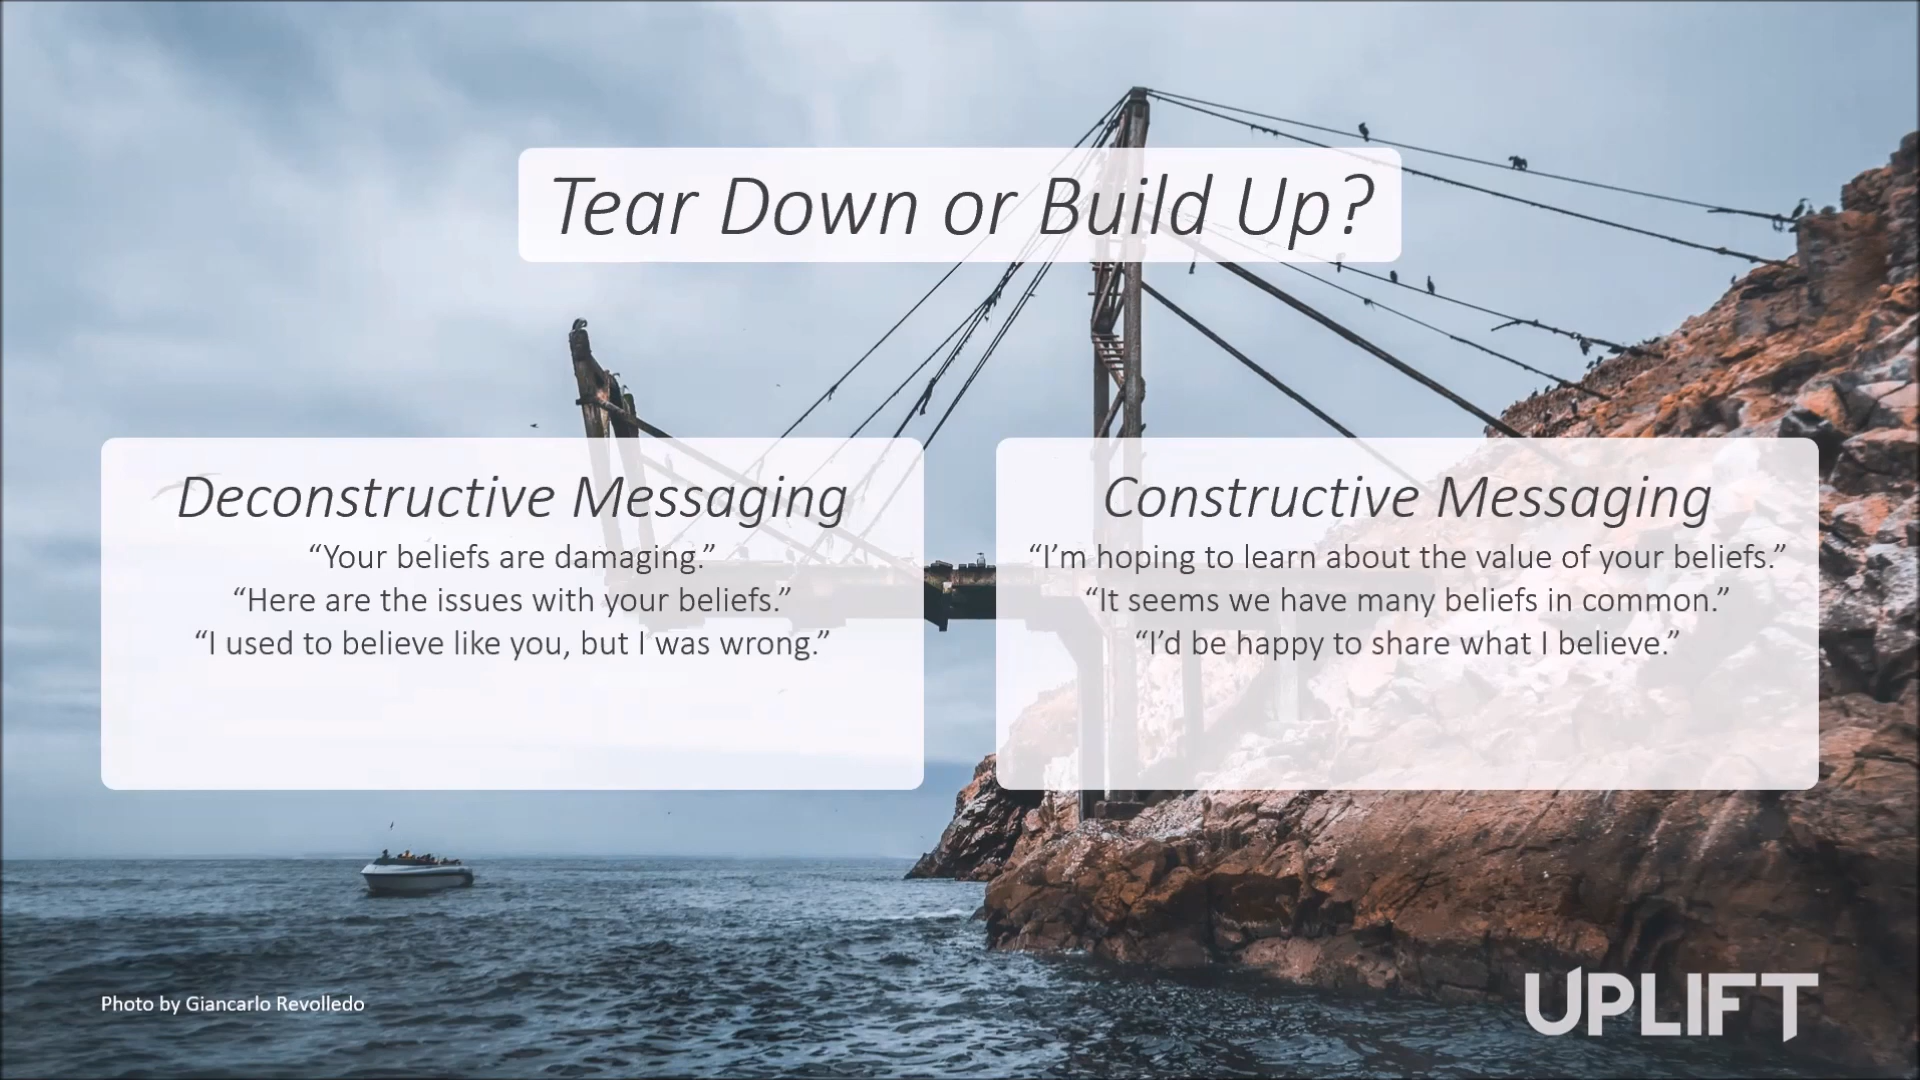 Tear Down or Build Up?
Deconstructive Messaging
“Your beliefs are damaging.”
“Here are the issues with your beliefs.”
“I used to believe like you, but I was wrong.”
Constructive Messaging
“I’m hoping to learn about the value of your beliefs.”
“It seems we have many beliefs in common.”
“I’d be happy to share what I believe.”
Photo by Giancarlo Revolledo
UPLIFT